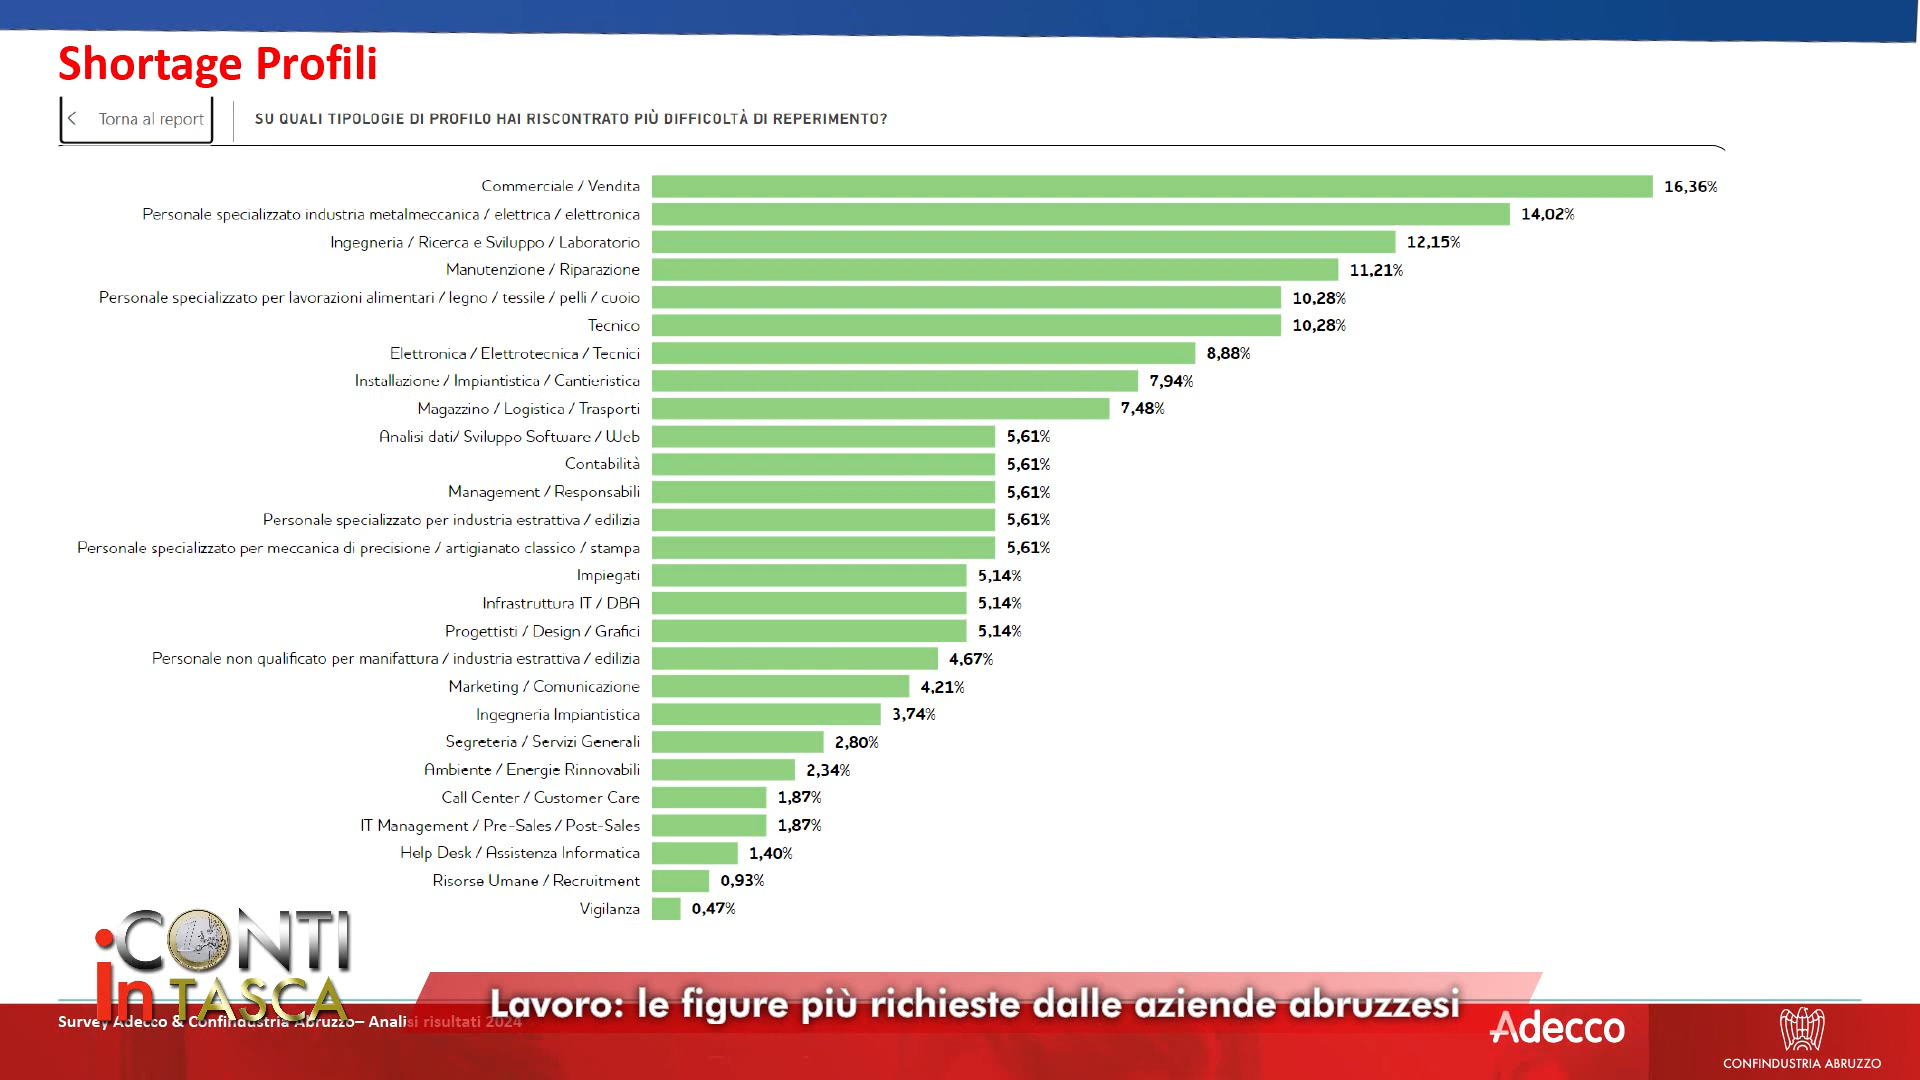 Shortage Profili
Torna al report
SU QUALI TIPOLOGIE DI PROFILO HAI RISCONTRATO PIÙ DIFFICOLTÀ DI REPERIMENTO?
Commerciale / Vendita 16,36%
Personale specializzato industria metalmeccanica / elettrica / elettronica 14,02%
Ingegneria / Ricerca e Sviluppo / Laboratorio 12,15%
Manutenzione / Riparazione 11,21%
Personale specializzato per lavorazioni alimentari / legno / tessile / pelli / cuoio 10,28%
Tecnico 10,28%
Elettronica / Elettrotecnica / Tecnici 8,88%
Installazione / Impiantistica / Cantieristica 7,94%
Magazzino / Logistica / Trasporti 7,48%
Analisi dati/ Sviluppo Software / Web 5,61%
Contabilità 5,61%
Management / Responsabili 5,61%
Personale specializzato per industria estrattiva / edilizia 5,61%
Personale specializzato per meccanica di precisione / artigianato classico / stampa 5,61%
Impiegati 5,14%
Infrastruttura IT / DBA 5,14%
Progettisti / Design / Grafici 5,14%
Personale non qualificato per manifattura / industria estrattiva / edilizia 4,67%
Marketing / Comunicazione 4,21%
Ingegneria Impiantistica 3,74%
Segreteria / Servizi Generali 2,80%
Ambiente / Energie Rinnovabili 2,34%
Call Center / Customer Care 1,87%
IT Management / Pre-Sales / Post-Sales 1,87%
Help Desk / Assistenza Informatica 1,40%
Risorse Umane / Recruitment 0,93%
Vigilanza 0,47%
i CONTI
in TASCA
Lavoro: le figure più richieste dalle aziende abruzzesi
Survey Adecco & Confindustria Abruzzo– Analisi risultati 2024
Adecco
CONFINDUSTRIA ABRUZZO